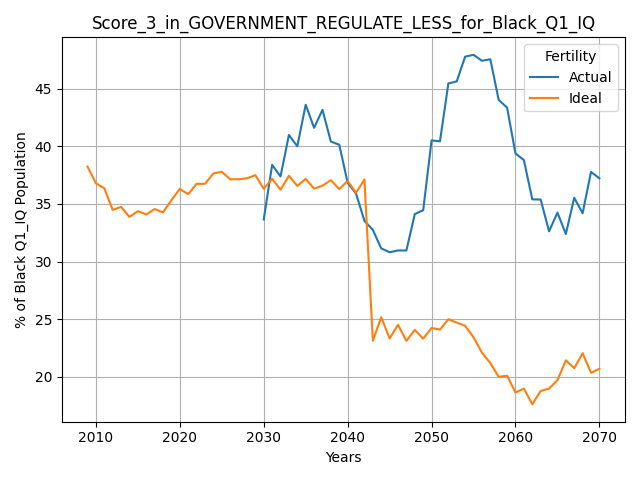 Score_3_in_GOVERNMENT_REGULATE_LESS_for_Black_Q1_IQ
Fertility
Actual
Ideal
% of Black Q1_IQ Population
45
40
35
30
25
20
2010 2020 2030 2040 2050 2060 2070
Years